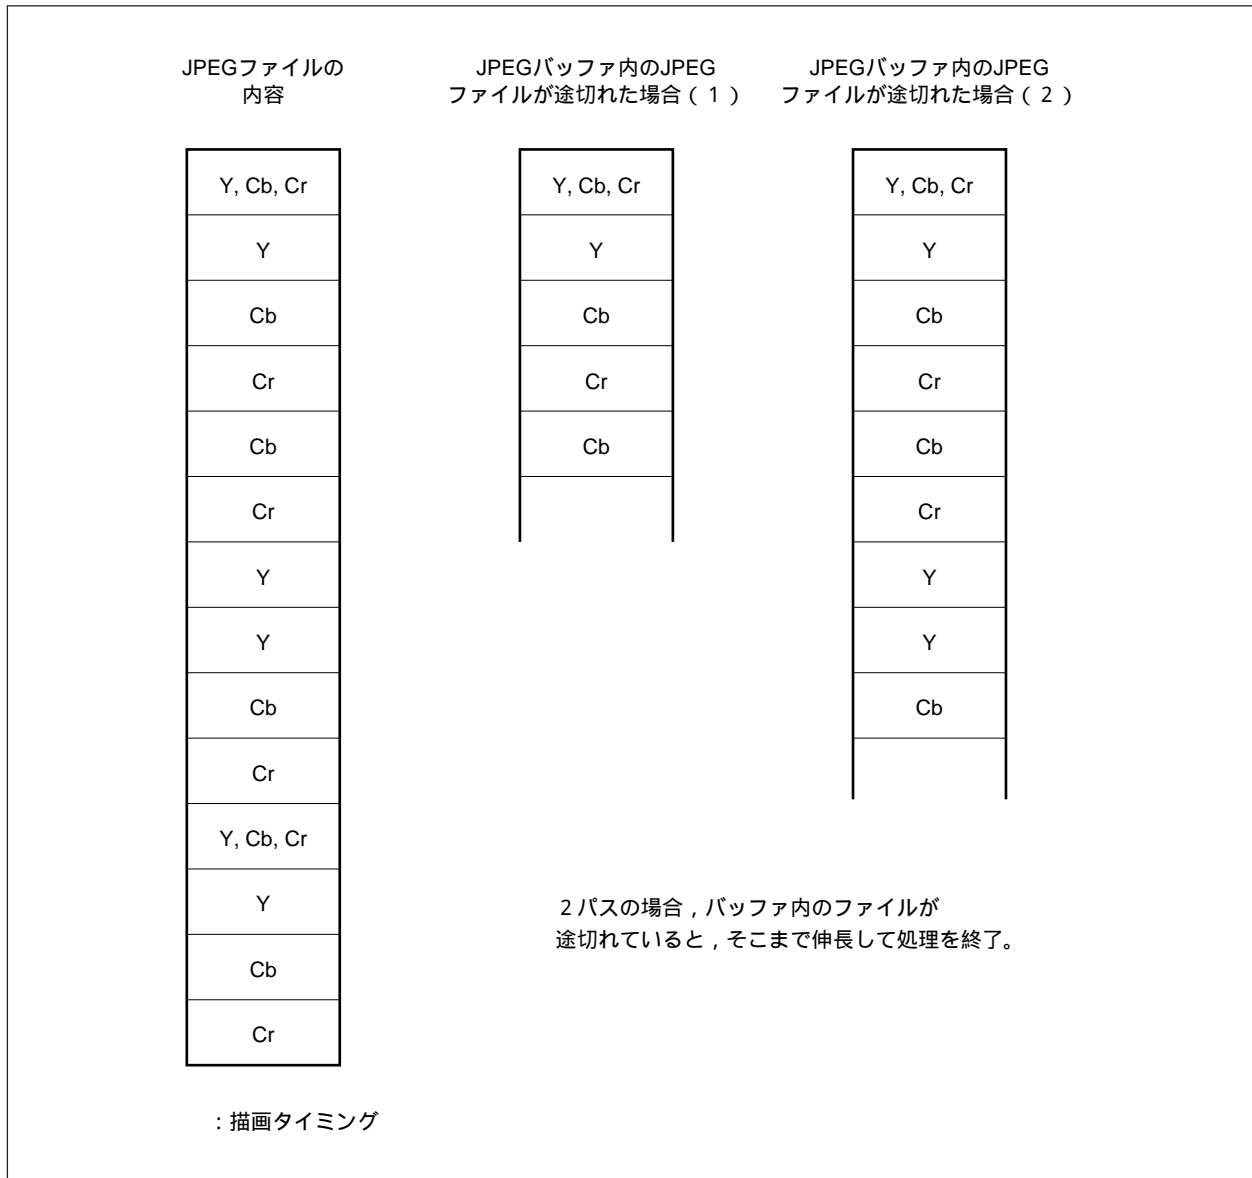 JPEGファイルの
内容
Y, Cb, Cr
Y
Cb
Cr
Cb
Cr
Y
Y
Cb
Cr
Y, Cb, Cr
Y
Cb
Cr
:描画タイミング
JPEGバッファ内のJPEG
ファイルが途切れた場合(1)
Y, Cb, Cr
Y
Cb
Cr
Cb
JPEGバッファ内のJPEG
ファイルが途切れた場合(2)
Y, Cb, Cr
Y
Cb
Cr
Cb
Cr
Y
Y
Cb
2パスの場合,バッファ内のファイルが
途切れていると,そこまで伸長して処理を終了。